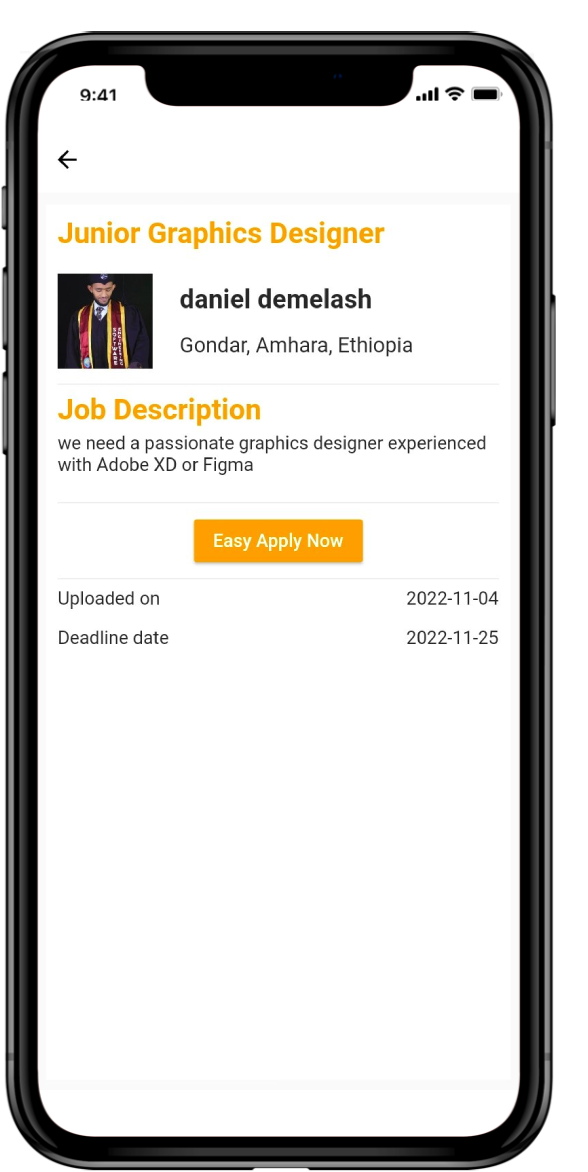 9:41
Junior Graphics Designer
daniel demelash
Gondar, Amhara, Ethiopia
Job Description
we need a passionate graphics designer experienced
with Adobe XD or Figma
Easy Apply Now
Uploaded on 2022-11-04
Deadline date 2022-11-25